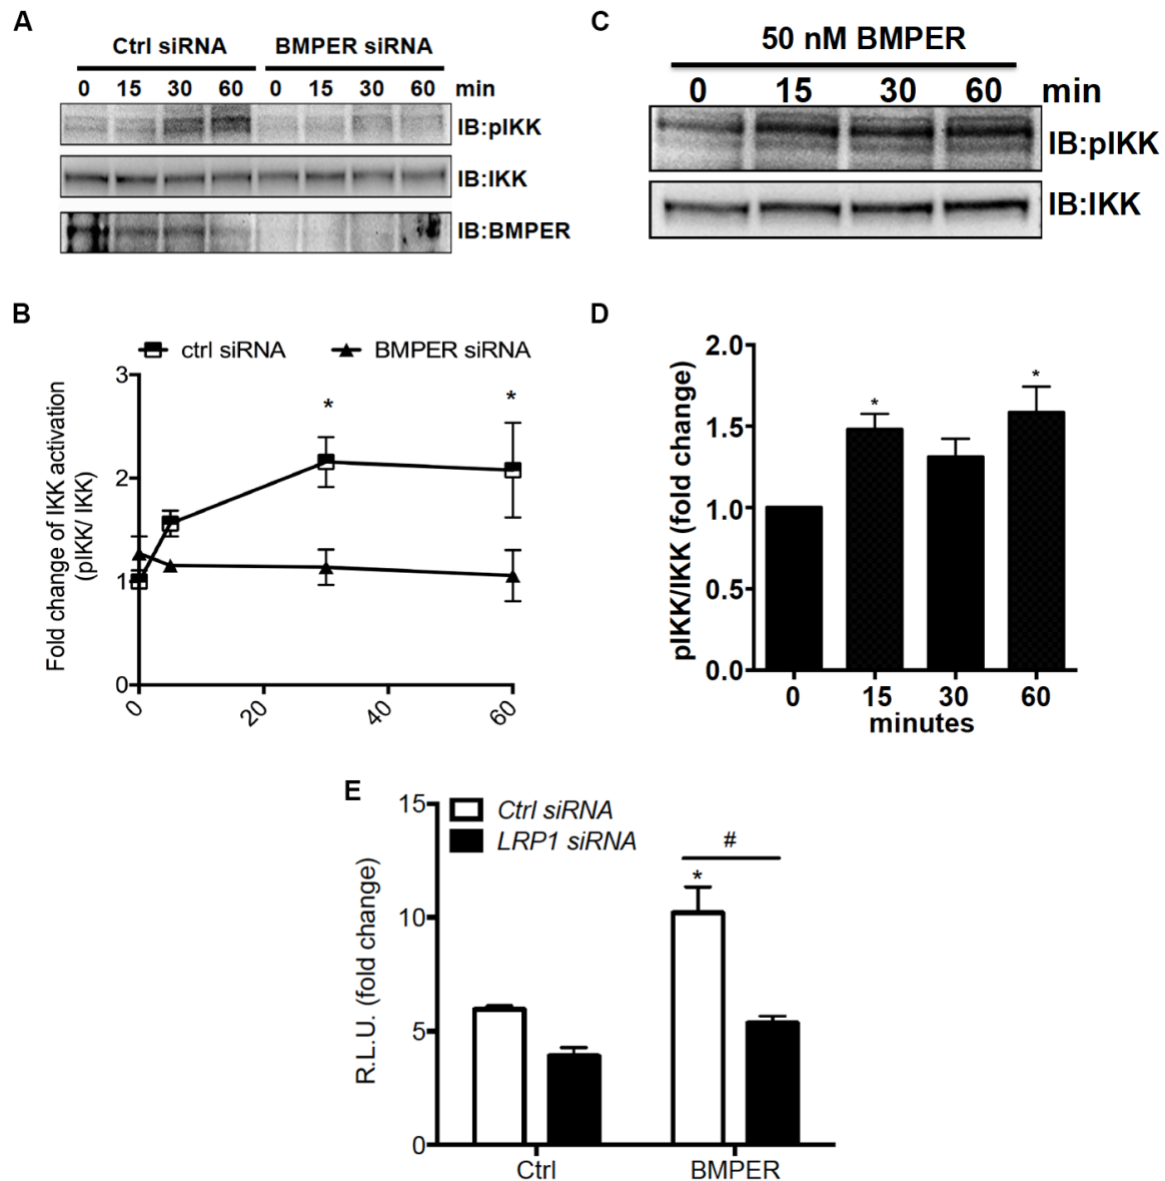 A
Ctrl siRNA BMPER siRNA
0 15 30 60 0 15 30 60 min
IB:pIKK
IB:IKK
IB:BMPER
C
50 nM BMPER
0 15 30 60 min
IB:pIKK
IB:IKK
B
ctrl siRNA BMPER siRNA
Fold change of IKK activation
(pIKK/ IKK)
3
*
*
2
1
0
0 20 40 60
D
pIKK/IKK (fold change)
2.0
*
*
1.5
1.0
0.5
0.0
0 15 30 60
minutes
E
R.L.U. (fold change)
Ctrl siRNA
LRP1 siRNA
15
#
*
10
5
0
Ctrl BMPER